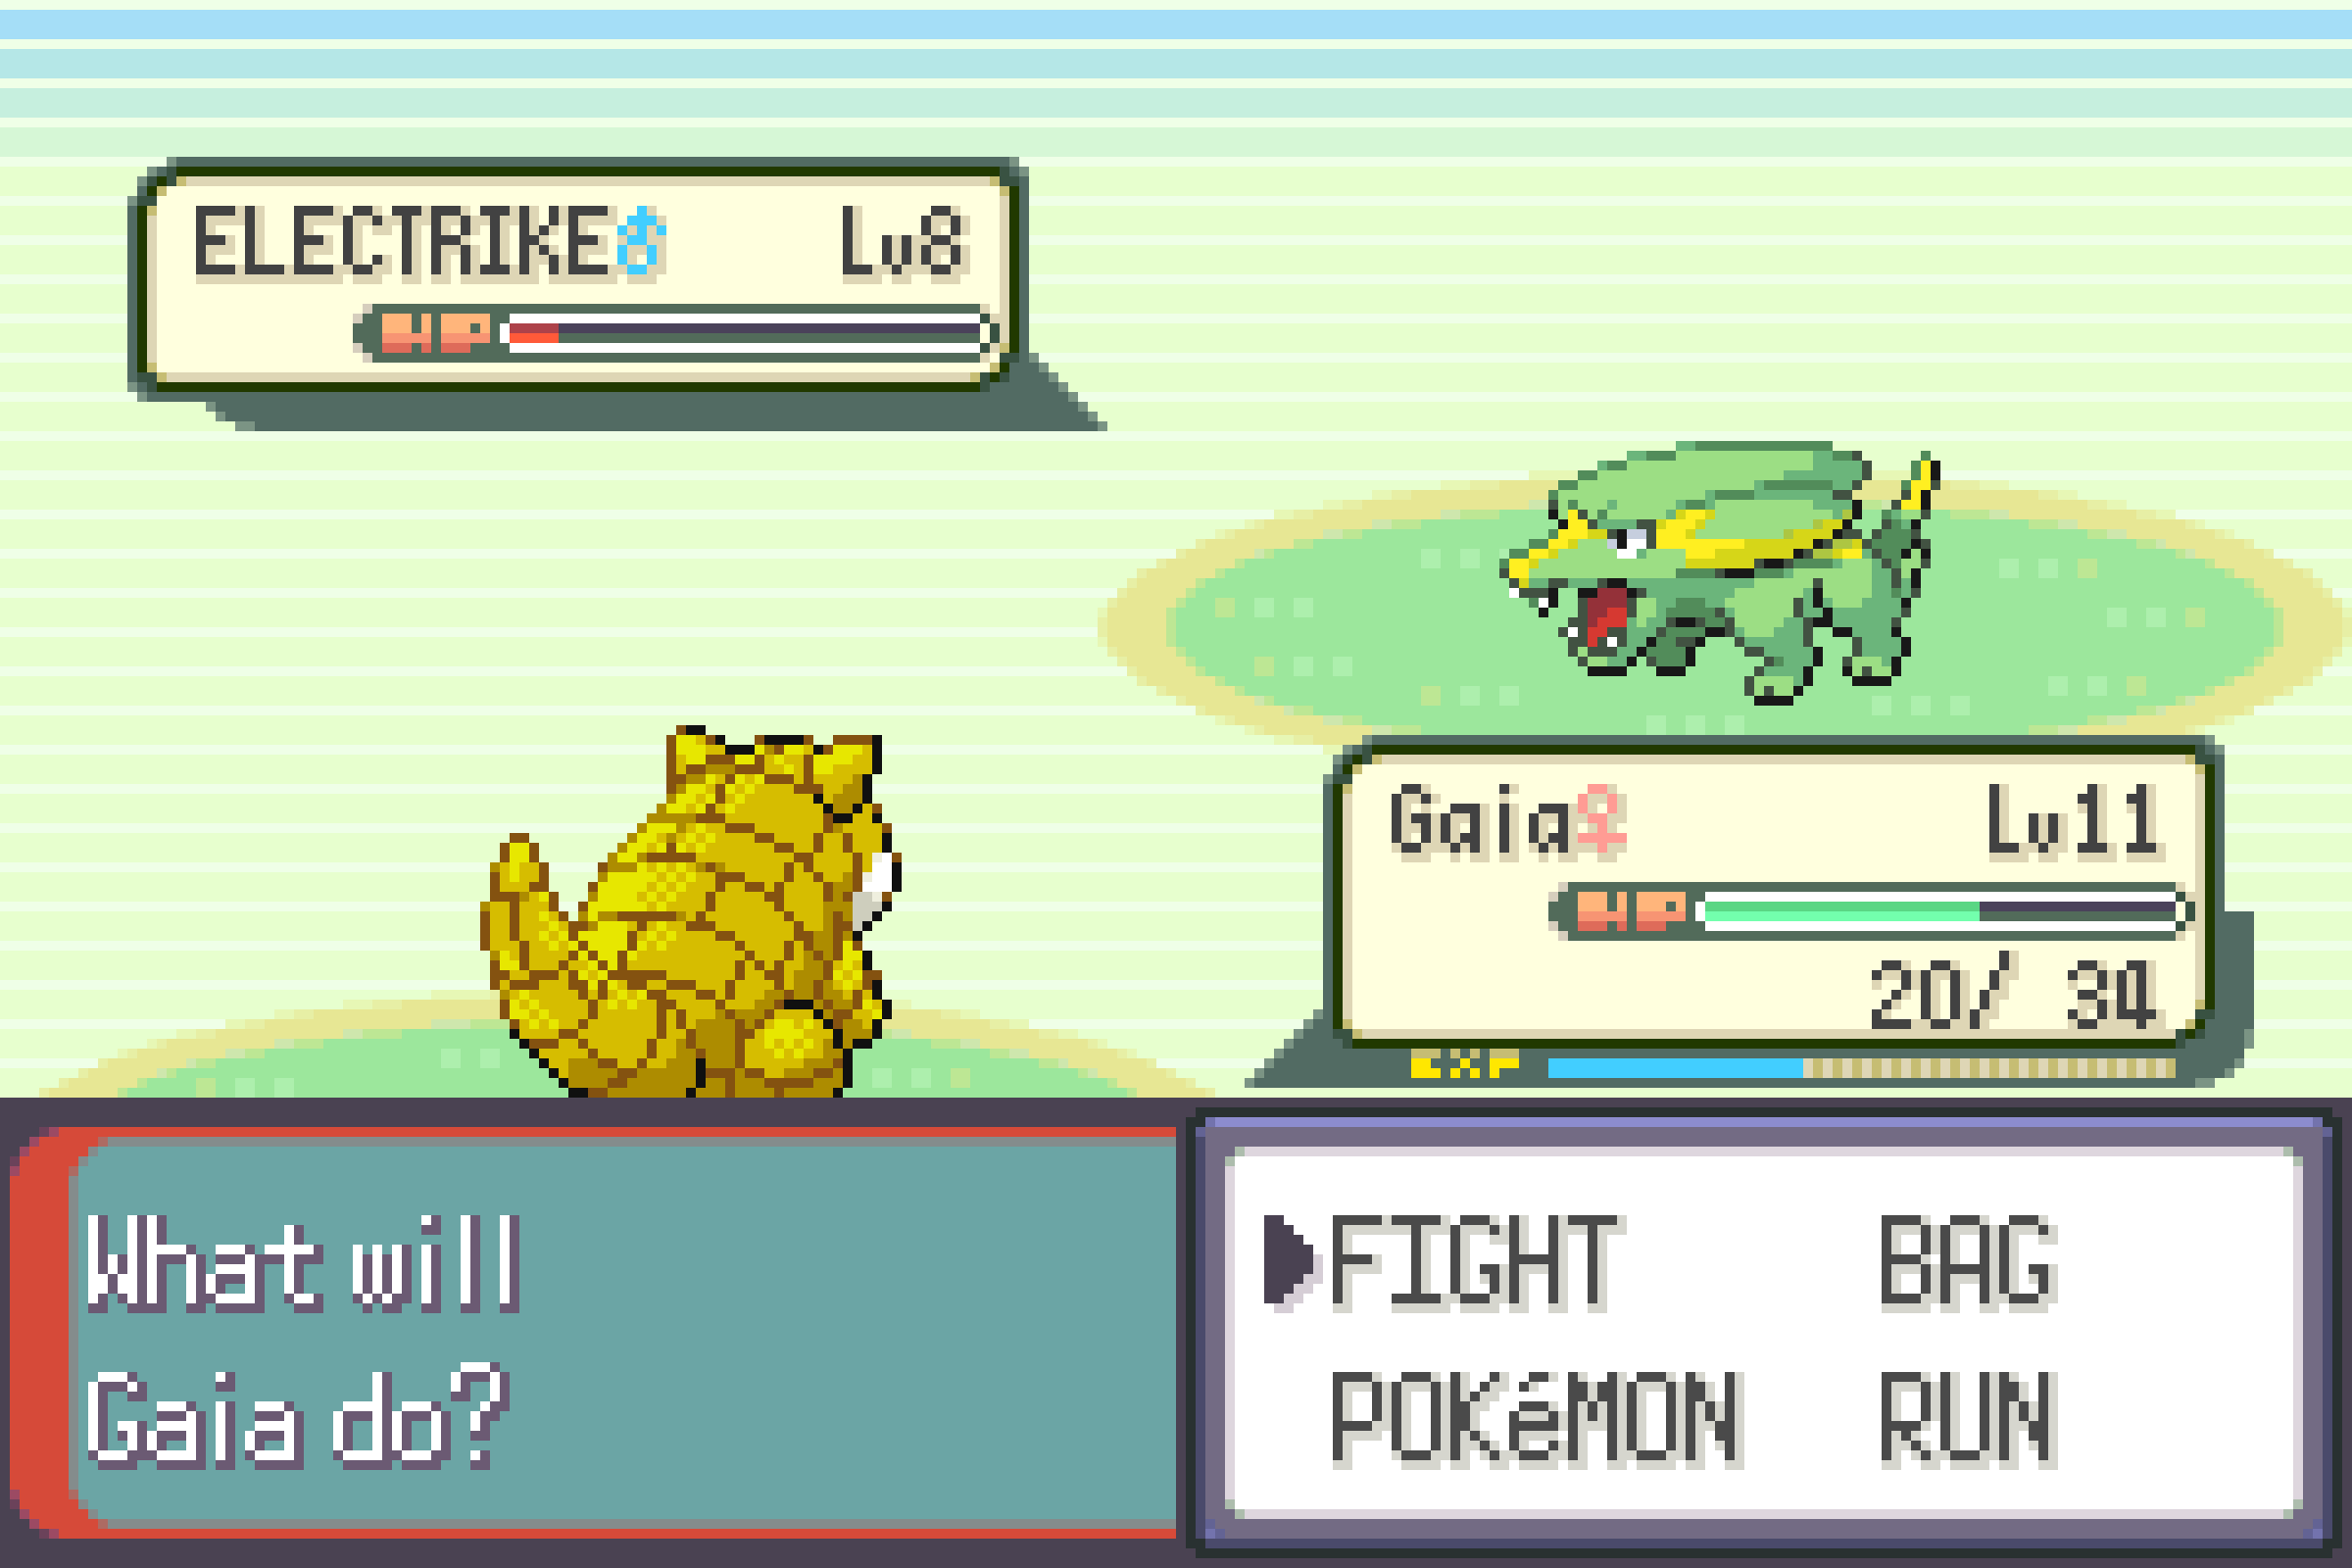 ELECTRIKE♂ Lv8
HP
Gaia♀ Lv11
HP
20/ 34
EXP
What will
Gaia do?
FIGHT BAG
POKéMON RUN